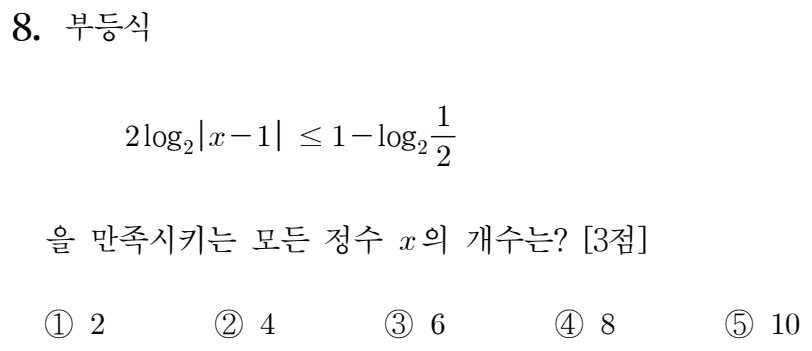 8. 부등식
2log₂|x−1| ≤ 1−log₂\frac{1}{2}
을 만족시키는 모든 정수 x의 개수는? [3점]
① 2 ② 4 ③ 6 ④ 8 ⑤ 10